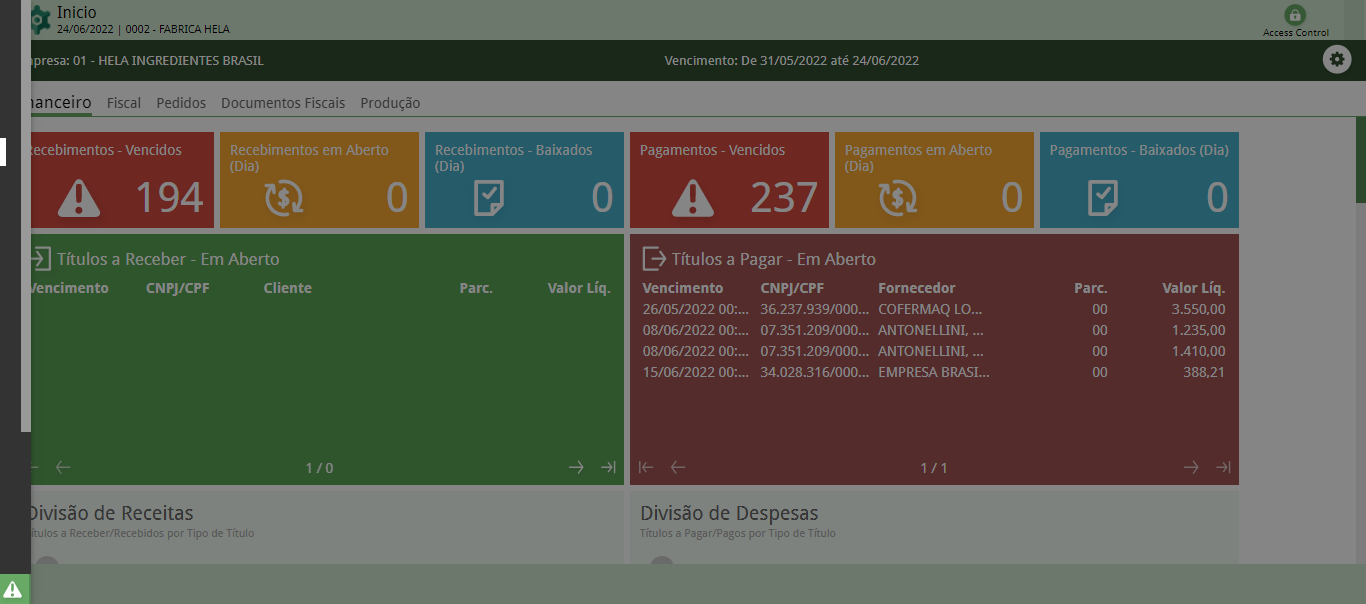 Inicio
24/06/2022 | 0002 - FABRICA HELA
Access Control
mpresa: 01 - HELA INGREDIENTES BRASIL
Vencimento: De 31/05/2022 até 24/06/2022
nanceiro Fiscal Pedidos Documentos Fiscais Produção
Recebimentos - Vencidos
194
Recebimentos em Aberto
(Dia)
0
Recebimentos - Baixados
(Dia)
0
Pagamentos - Vencidos
237
Pagamentos em Aberto
(Dia)
0
Pagamentos - Baixados (Dia)
0
Títulos a Receber - Em Aberto
Vencimento CNPJ/CPF Cliente Parc. Valor Líq.
1 / 0
Títulos a Pagar - Em Aberto
Vencimento CNPJ/CPF Fornecedor Parc. Valor Líq.
26/05/2022 00:... 36.237.939/000... COFERMAQ LO... 00 3.550,00
08/06/2022 00:... 07.351.209/000... ANTONELLINI, ... 00 1.235,00
08/06/2022 00:... 07.351.209/000... ANTONELLINI, ... 00 1.410,00
15/06/2022 00:... 34.028.316/000... EMPRESA BRASI... 00 388,21
1 / 1
Divisão de Receitas
Títulos a Receber/Recebidos por Tipo de Título
Divisão de Despesas
Títulos a Pagar/Pagos por Tipo de Título